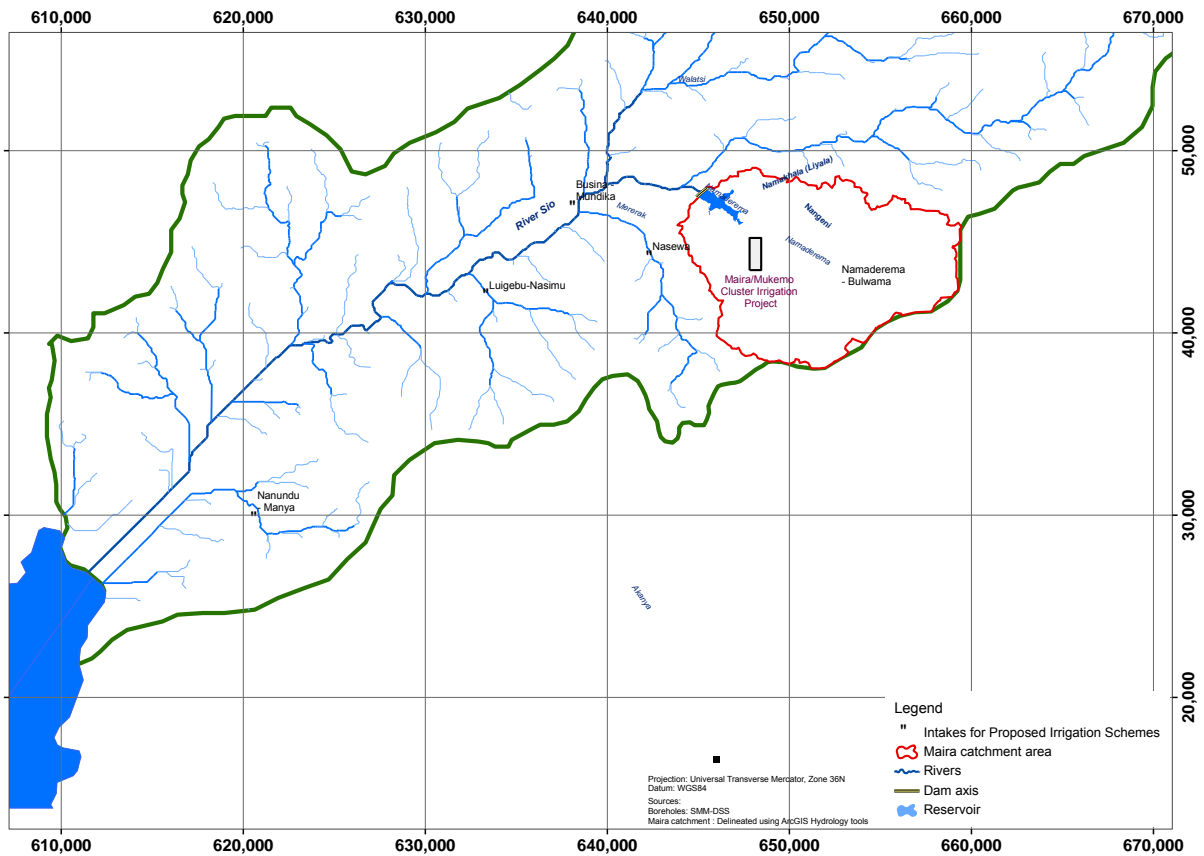 610,000
620,000
630,000
640,000
650,000
660,000
670,000
Walatsi
50,000
Namukhala (Liyala)
Busina
Mundika
Namaderema
River Sio
Mererak
Nangeni
Nasewa
Namaderema
Namaderema
- Bulwama
Maira/Mukemo
Cluster Irrigation
Project
Luigebu-Nasimu
40,000
Nanundu
- Manya
30,000
Akanya
20,000
Legend
" Intakes for Proposed Irrigation Schemes
Maira catchment area
Rivers
Dam axis
Reservoir
Projection: Universal Transverse Mercator, Zone 36N
Datum: WGS84
Sources:
Boreholes: SMM-DSS
Maira catchment : Delineated using ArcGIS Hydrology tools
610,000
620,000
630,000
640,000
650,000
660,000
670,000